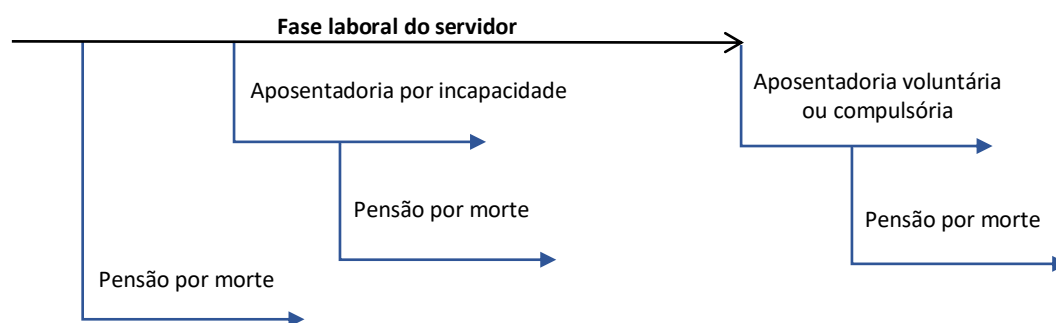 Fase laboral do servidor
Aposentadoria por incapacidade
Aposentadoria voluntária
ou compulsória
Pensão por morte
Pensão por morte
Pensão por morte